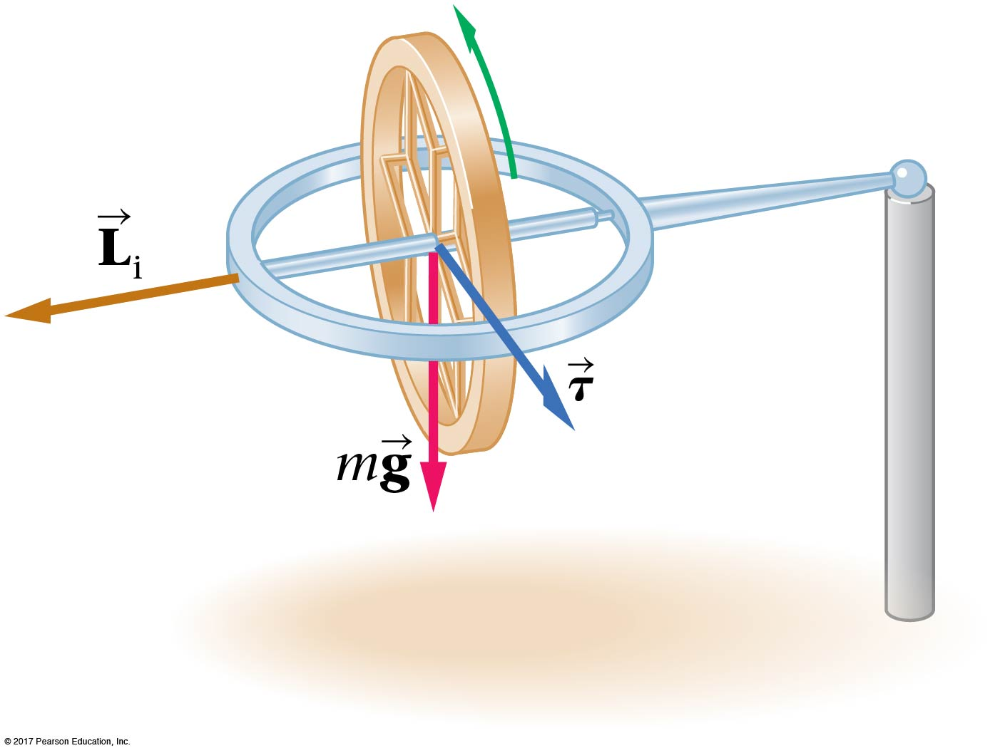 L⃗ᵢ
τ⃗
mg⃗
© 2017 Pearson Education, Inc.